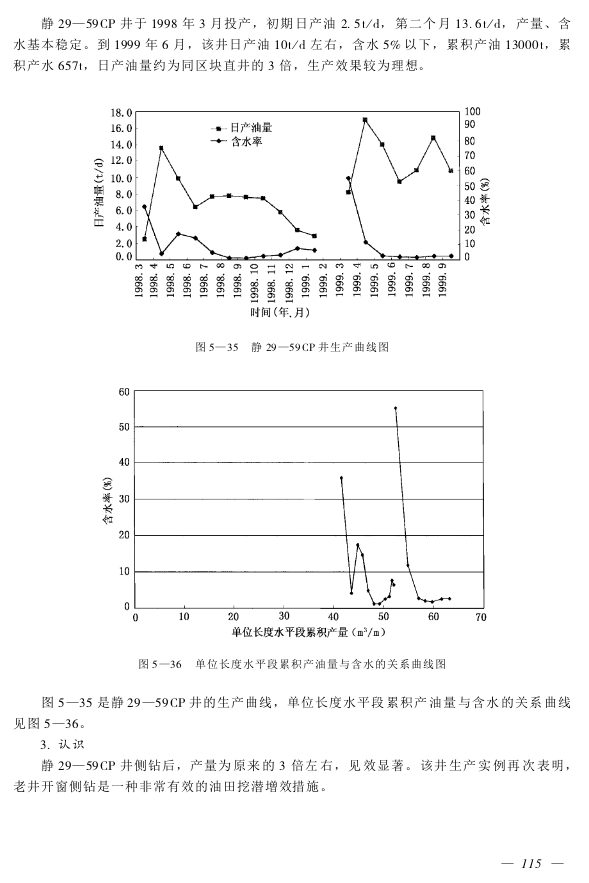 静 29—59CP 井于 1998 年 3 月投产，初期日产油 2.5t/d，第二个月 13.6t/d，产量、含
水基本稳定。到 1999 年 6 月，该井日产油 10t/d 左右，含水 5% 以下，累积产油 13000t，累
积产水 657t，日产油量约为同区块直井的 3 倍，生产效果较为理想。
18.0
16.0
14.0
12.0
10.0
8.0
6.0
4.0
2.0
0.0
日产油量(t/d)
日产油量
含水率
100
90
80
70
60
50
40
30
20
10
0
含水率(%)
1998.3
1998.4
1998.5
1998.6
1998.7
1998.8
1998.9
1998.10
1998.11
1998.12
1999.1
1999.2
1999.3
1999.4
1999.5
1999.6
1999.7
1999.8
1999.9
时间(年、月)
图 5—35 静 29—59CP 井生产曲线图
60
50
40
30
20
10
0
含水率(%)
0 10 20 30 40 50 60 70
单位长度水平段累积产量（m³/m）
图 5—36 单位长度水平段累积产油量与含水的关系曲线图
图 5—35 是静 29—59CP 井的生产曲线，单位长度水平段累积产油量与含水的关系曲线
见图 5—36。
3. 认识
静 29—59CP 井侧钻后，产量为原来的 3 倍左右，见效显著。该井生产实例再次表明，
老井开窗侧钻是一种非常有效的油田挖潜增效措施。
— 115 —